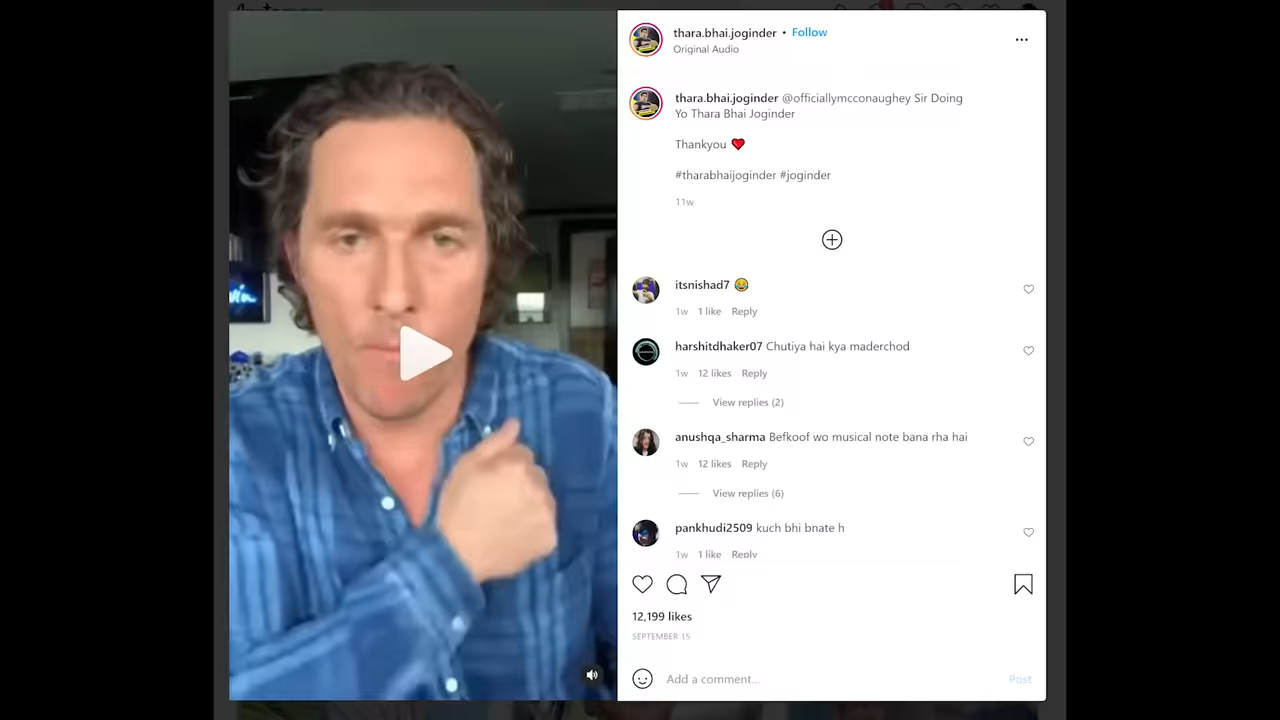 thara.bhai.joginder • Follow
Original Audio
thara.bhai.joginder @officiallymcconaughey Sir Doing
Yo Thara Bhai Joginder
Thankyou ❤
#tharabhaijoginder #joginder
11w
itsnishad7 😂
1w 1 like Reply
harshitdhaker07 Chutiya hai kya maderchod
1w 12 likes Reply
View replies (2)
anushqa_sharma Befkoof wo musical note bana rha hai
1w 12 likes Reply
View replies (6)
pankhudi2509 kuch bhi bnate h
1w 1 like Reply
12,199 likes
SEPTEMBER 15
Add a comment...
Post